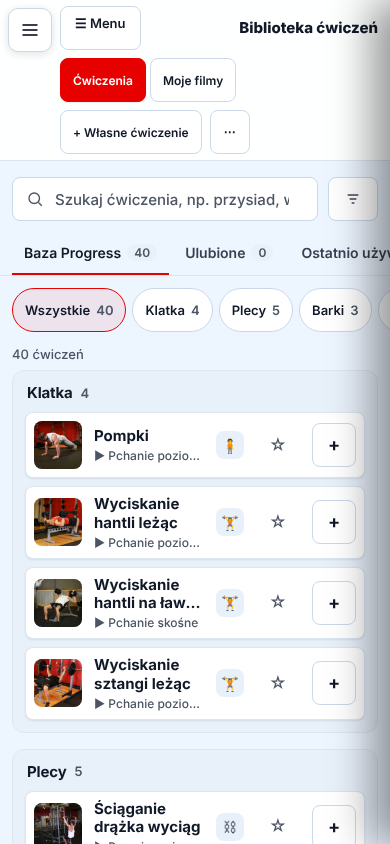 ☰ Menu
Biblioteka ćwiczeń
Ćwiczenia
Moje filmy
+ Własne ćwiczenie
···
Szukaj ćwiczenia, np. przysiad, w
Baza Progress 40
Ulubione 0
Ostatnio uży
Wszystkie 40
Klatka 4
Plecy 5
Barki 3
40 ćwiczeń
Klatka 4
Pompki
▶ Pchanie pozio...
+
Wyciskanie
hantli leżąc
▶ Pchanie pozio...
+
Wyciskanie
hantli na ław...
▶ Pchanie skośne
+
Wyciskanie
sztangi leżąc
▶ Pchanie pozio...
+
Plecy 5
Ściąganie
drążka wyciąg
+